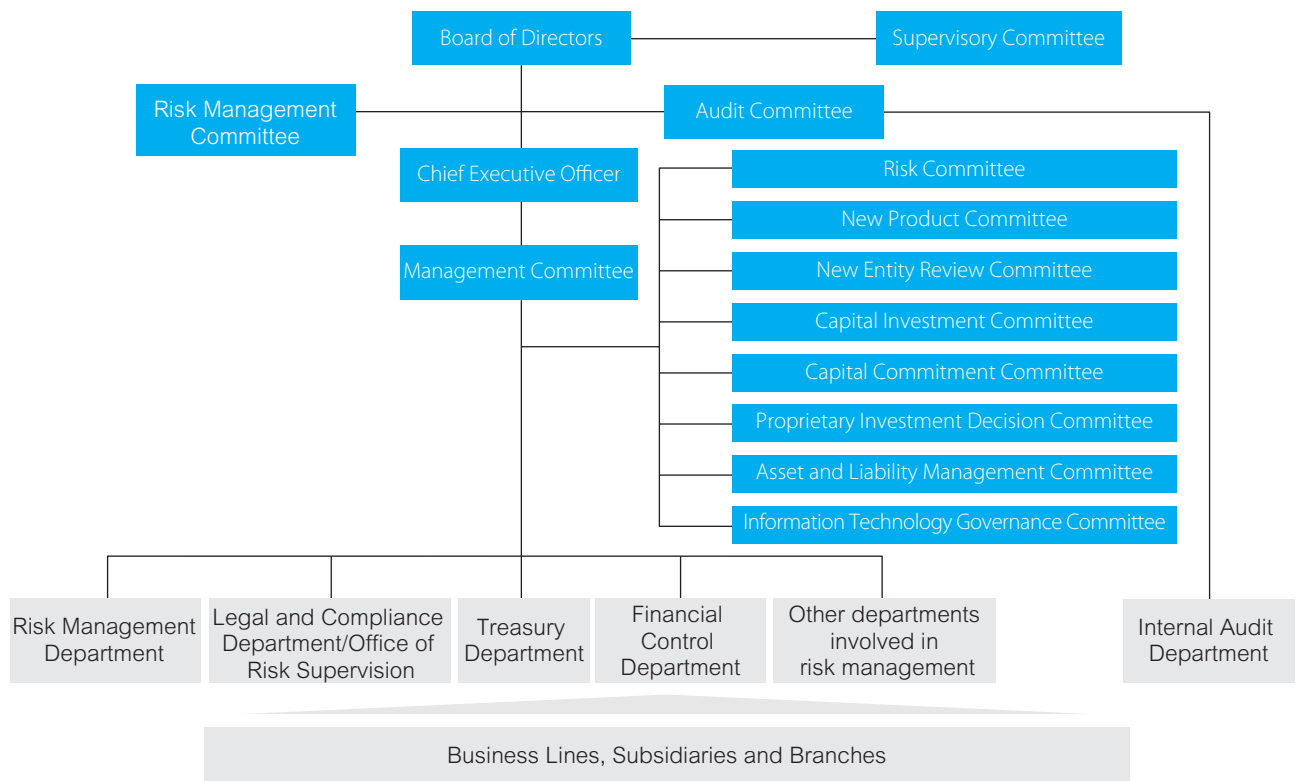 Board of Directors
Supervisory Committee
Risk Management
Committee
Audit Committee
Chief Executive Officer
Risk Committee
New Product Committee
Management Committee
New Entity Review Committee
Capital Investment Committee
Capital Commitment Committee
Proprietary Investment Decision Committee
Asset and Liability Management Committee
Information Technology Governance Committee
Risk Management
Department
Legal and Compliance
Department/Office of
Risk Supervision
Treasury
Department
Financial
Control
Department
Other departments
involved in
risk management
Internal Audit
Department
Business Lines, Subsidiaries and Branches